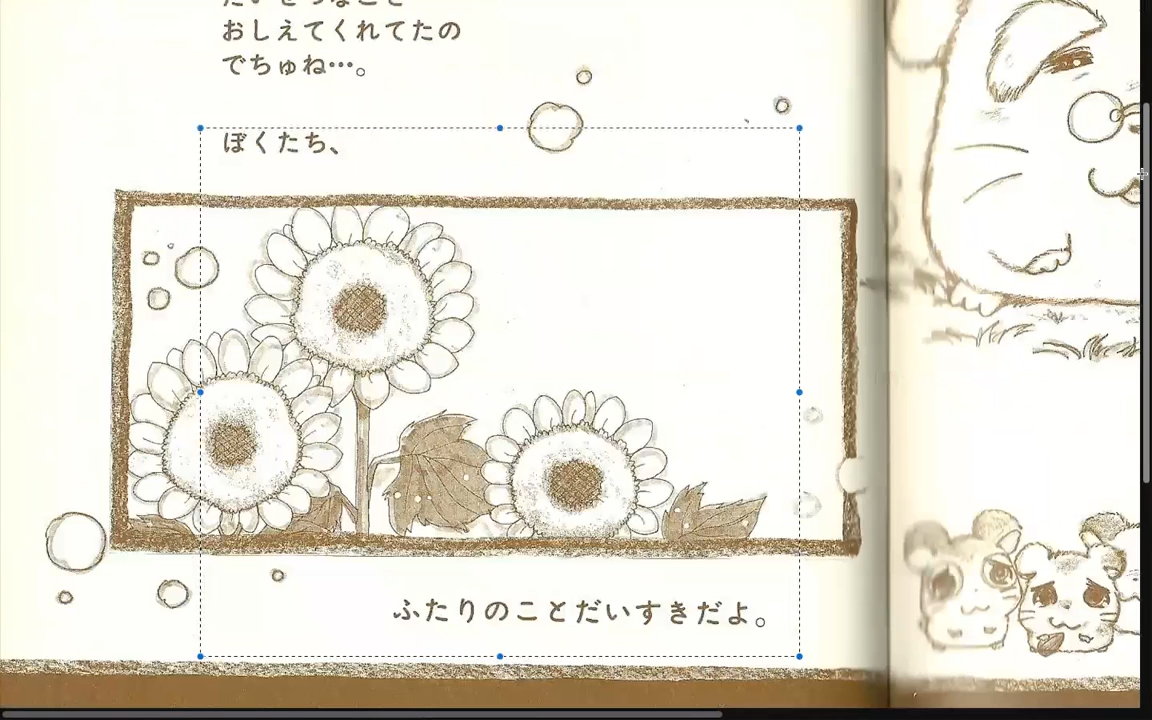 おしえてくれてたの
でちゅね…。
ぼくたち、
ふたりのことだいすきだよ。